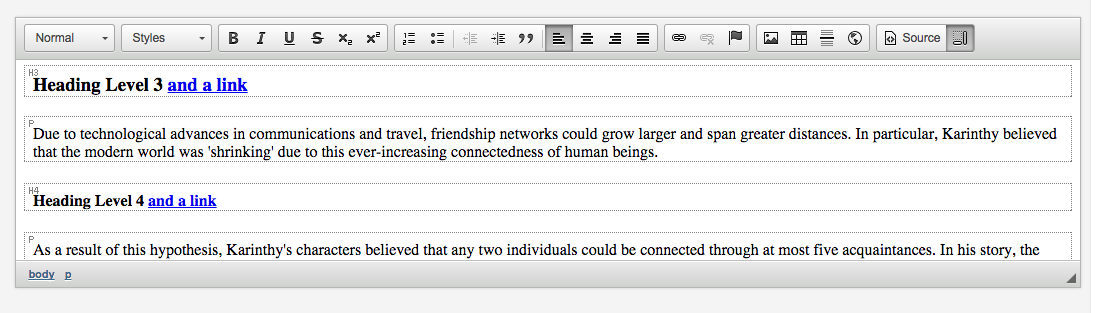 Normal Styles B I U S x₂ x² Source
H3
Heading Level 3 and a link
P
Due to technological advances in communications and travel, friendship networks could grow larger and span greater distances. In particular, Karinthy believed
that the modern world was 'shrinking' due to this ever-increasing connectedness of human beings.
H4
Heading Level 4 and a link
P
As a result of this hypothesis, Karinthy's characters believed that any two individuals could be connected through at most five acquaintances. In his story, the
body p